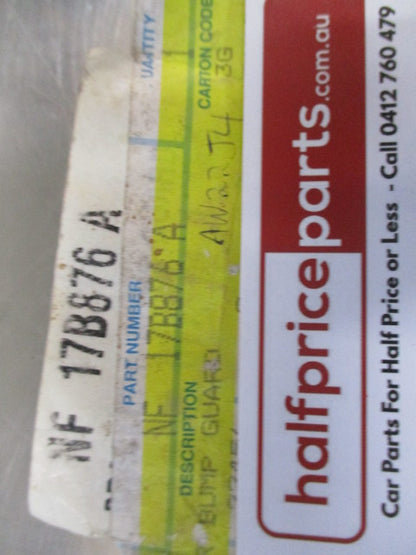 NF 17B876 A
PART NUMBER
NF 17B876 A
DESCRIPTION
BUMP GUARD
UANTITY
1
CARTON CODE
3G
AW22J4
halfpriceparts.com.au
Car Parts For Half Price or Less - Call 0412 760 479